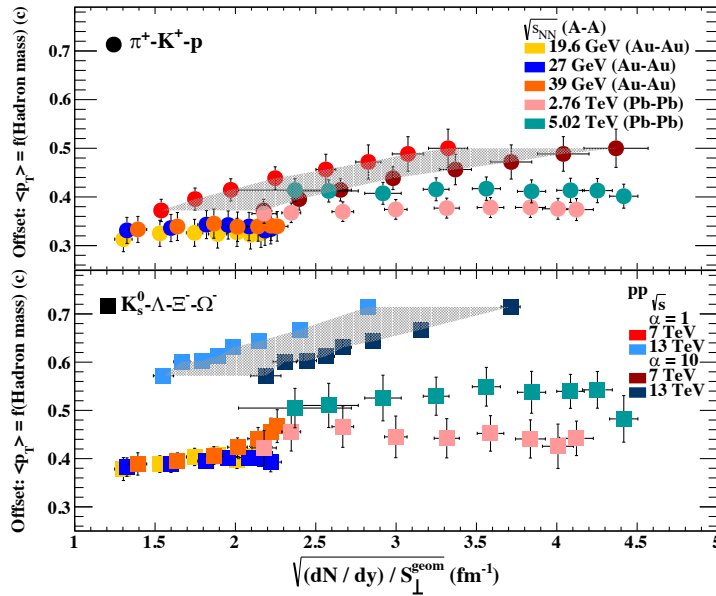 Offset: <p_T> = f(Hadron mass) (c)
0.7
0.6
0.5
0.4
0.3
π⁺-K⁺-p
√s_NN (A-A)
19.6 GeV (Au-Au)
27 GeV (Au-Au)
39 GeV (Au-Au)
2.76 TeV (Pb-Pb)
5.02 TeV (Pb-Pb)
Offset: <p_T> = f(Hadron mass) (c)
0.7
0.6
0.5
0.4
0.3
K_s^0-Λ-Ξ⁻-Ω⁻
pp
√s
α = 1
7 TeV
13 TeV
α = 10
7 TeV
13 TeV
1 1.5 2 2.5 3 3.5 4 4.5 5
√(dN / dy) / S_⊥^geom (fm⁻¹)